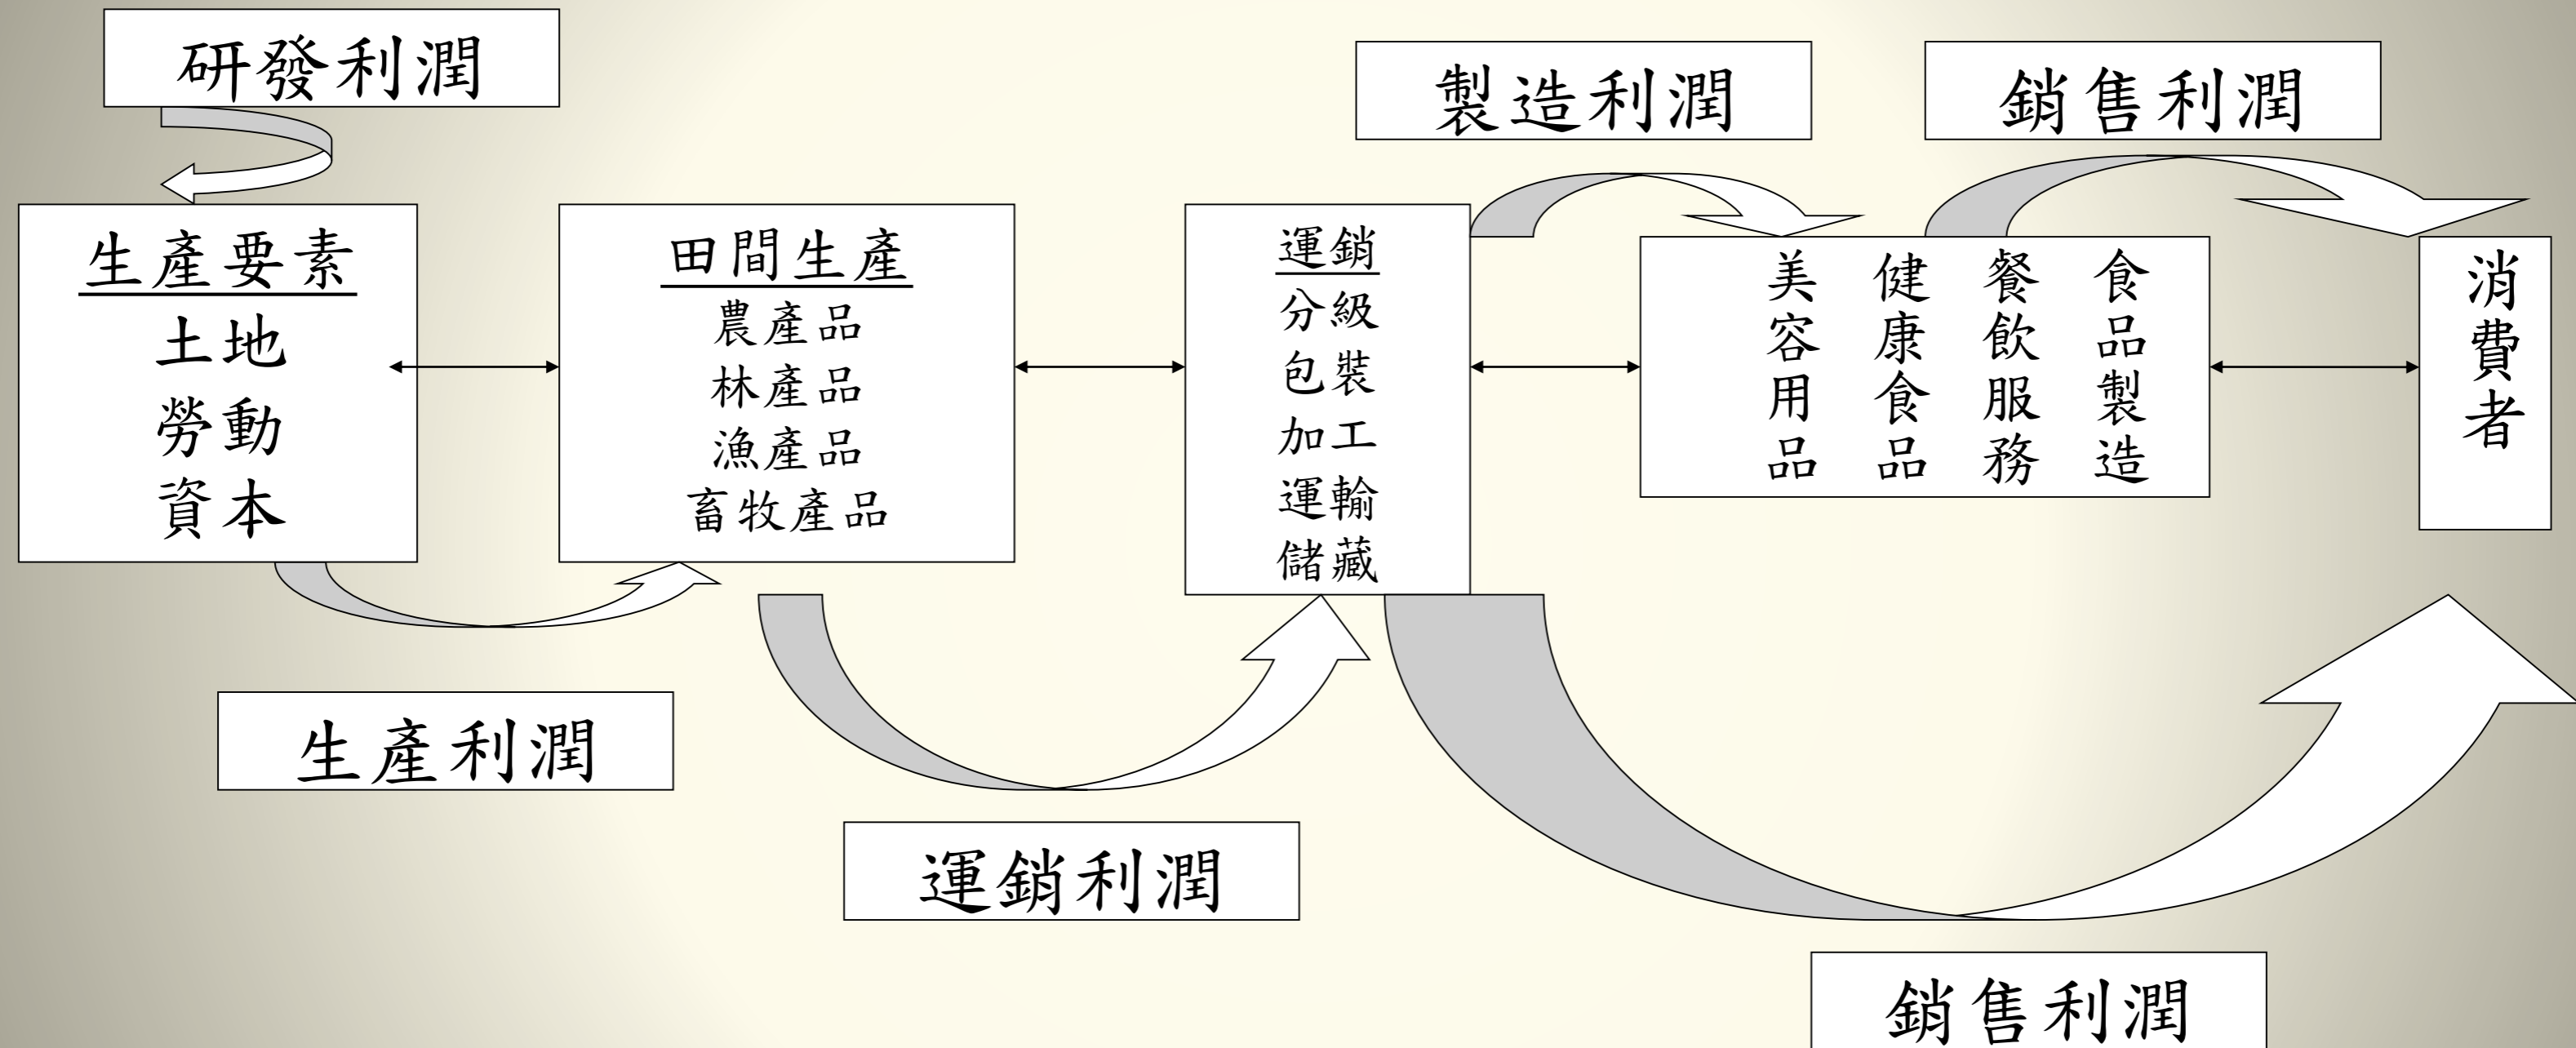 研發利潤
製造利潤
銷售利潤
生產要素
土地
勞動
資本
田間生產
農產品
林產品
漁產品
畜牧產品
運銷
分級
包裝
加工
運輸
儲藏
食品製造
餐飲服務
健康食品
美容用品
消費者
生產利潤
運銷利潤
銷售利潤